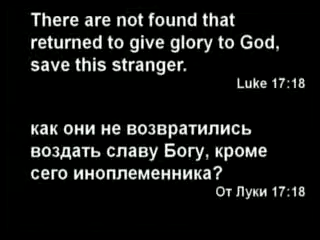 There are not found that
returned to give glory to God,
save this stranger.
Luke 17:18
как они не возвратились
воздать славу Богу, кроме
сего иноплеменника?
От Луки 17:18